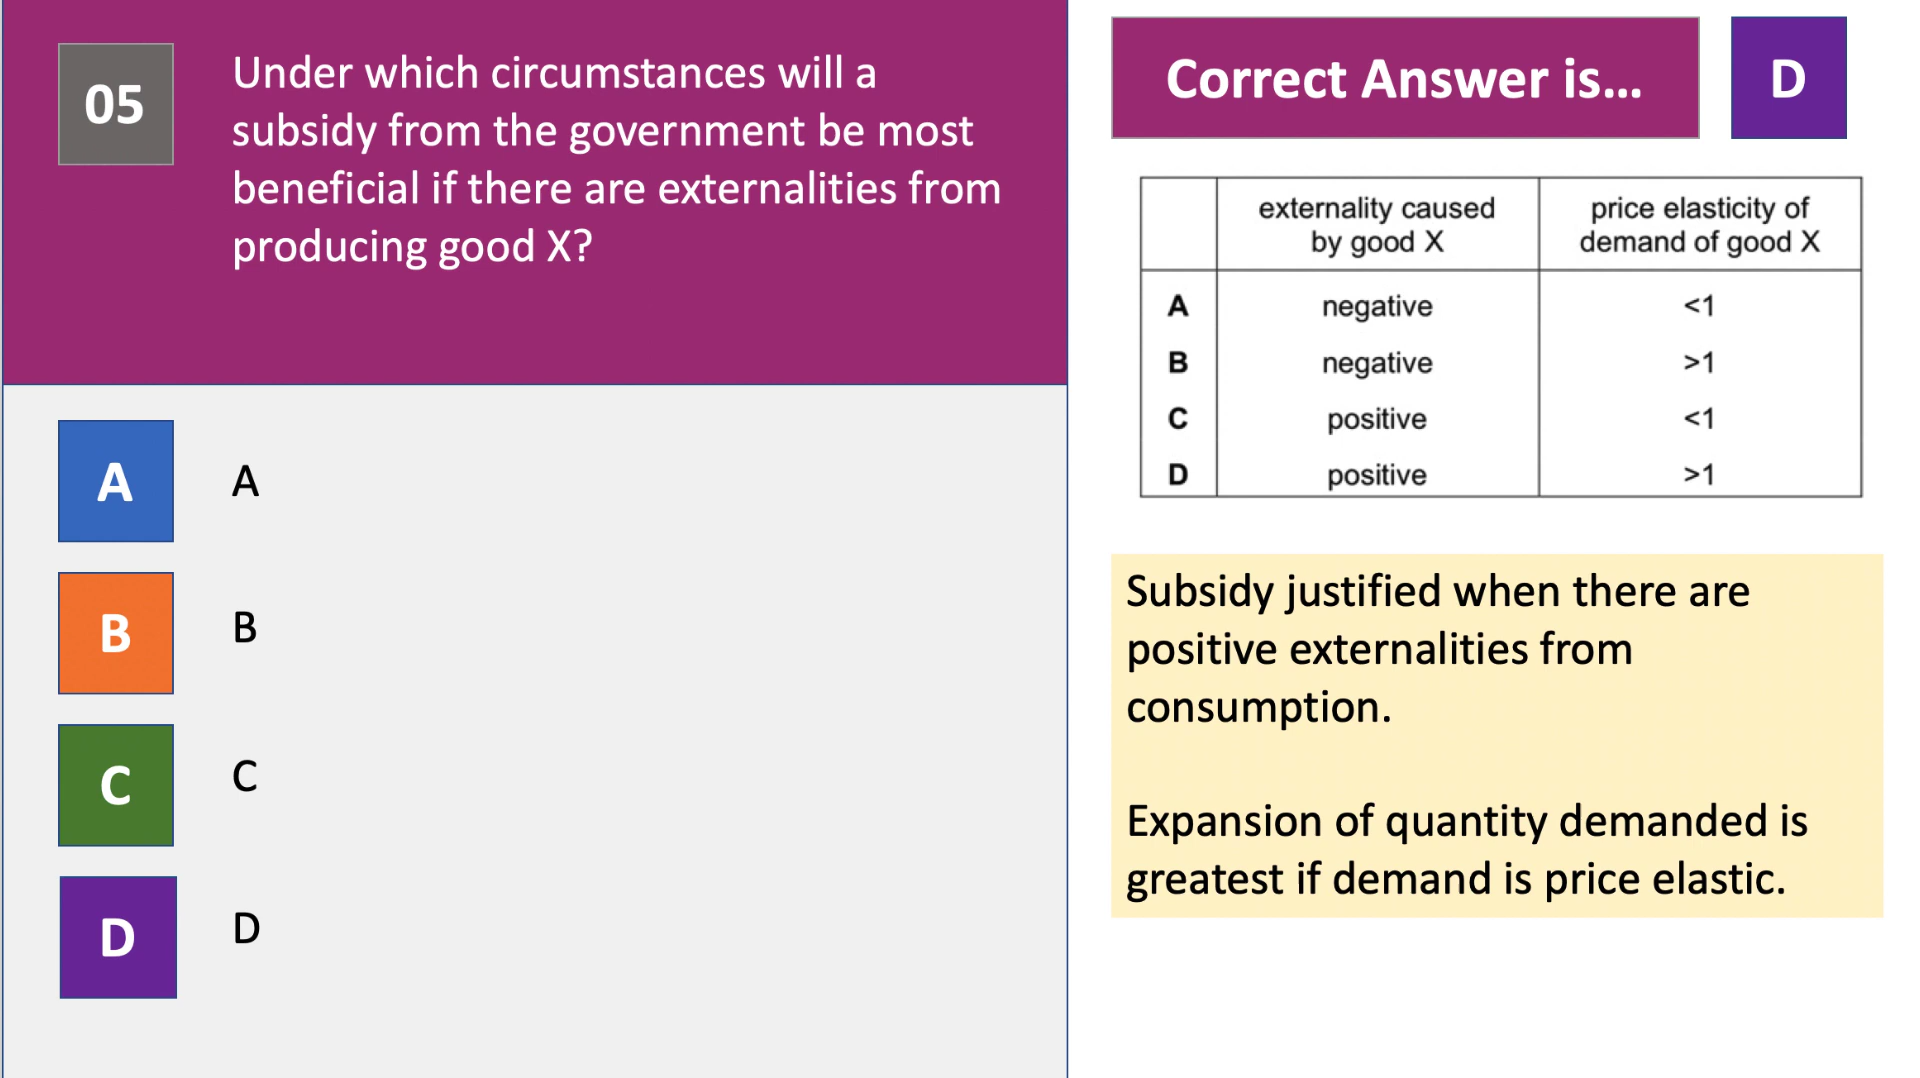 05
Under which circumstances will a
subsidy from the government be most
beneficial if there are externalities from
producing good X?
A
A
B
B
C
C
D
D
Correct Answer is...
D
externality caused
by good X
price elasticity of
demand of good X
A negative <1
B negative >1
C positive <1
D positive >1
Subsidy justified when there are
positive externalities from
consumption.
Expansion of quantity demanded is
greatest if demand is price elastic.